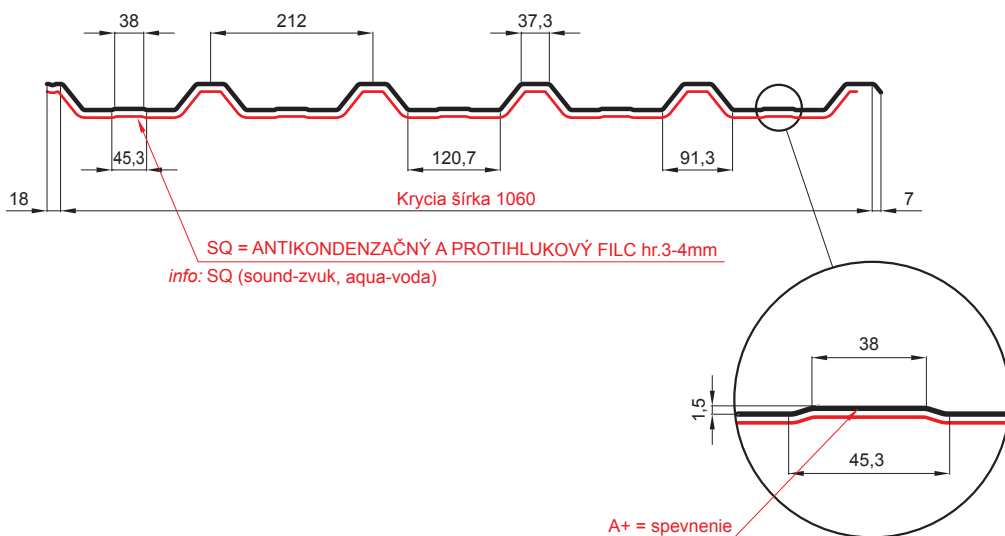 38
212
37,3
45,3
120,7
91,3
18
Krycia šírka 1060
7
SQ = ANTIKONDENZAČNÝ A PROTIHLUKOVÝ FILC hr.3-4mm
info: SQ (sound-zvuk, aqua-voda)
38
1,5
45,3
A+ = spevnenie